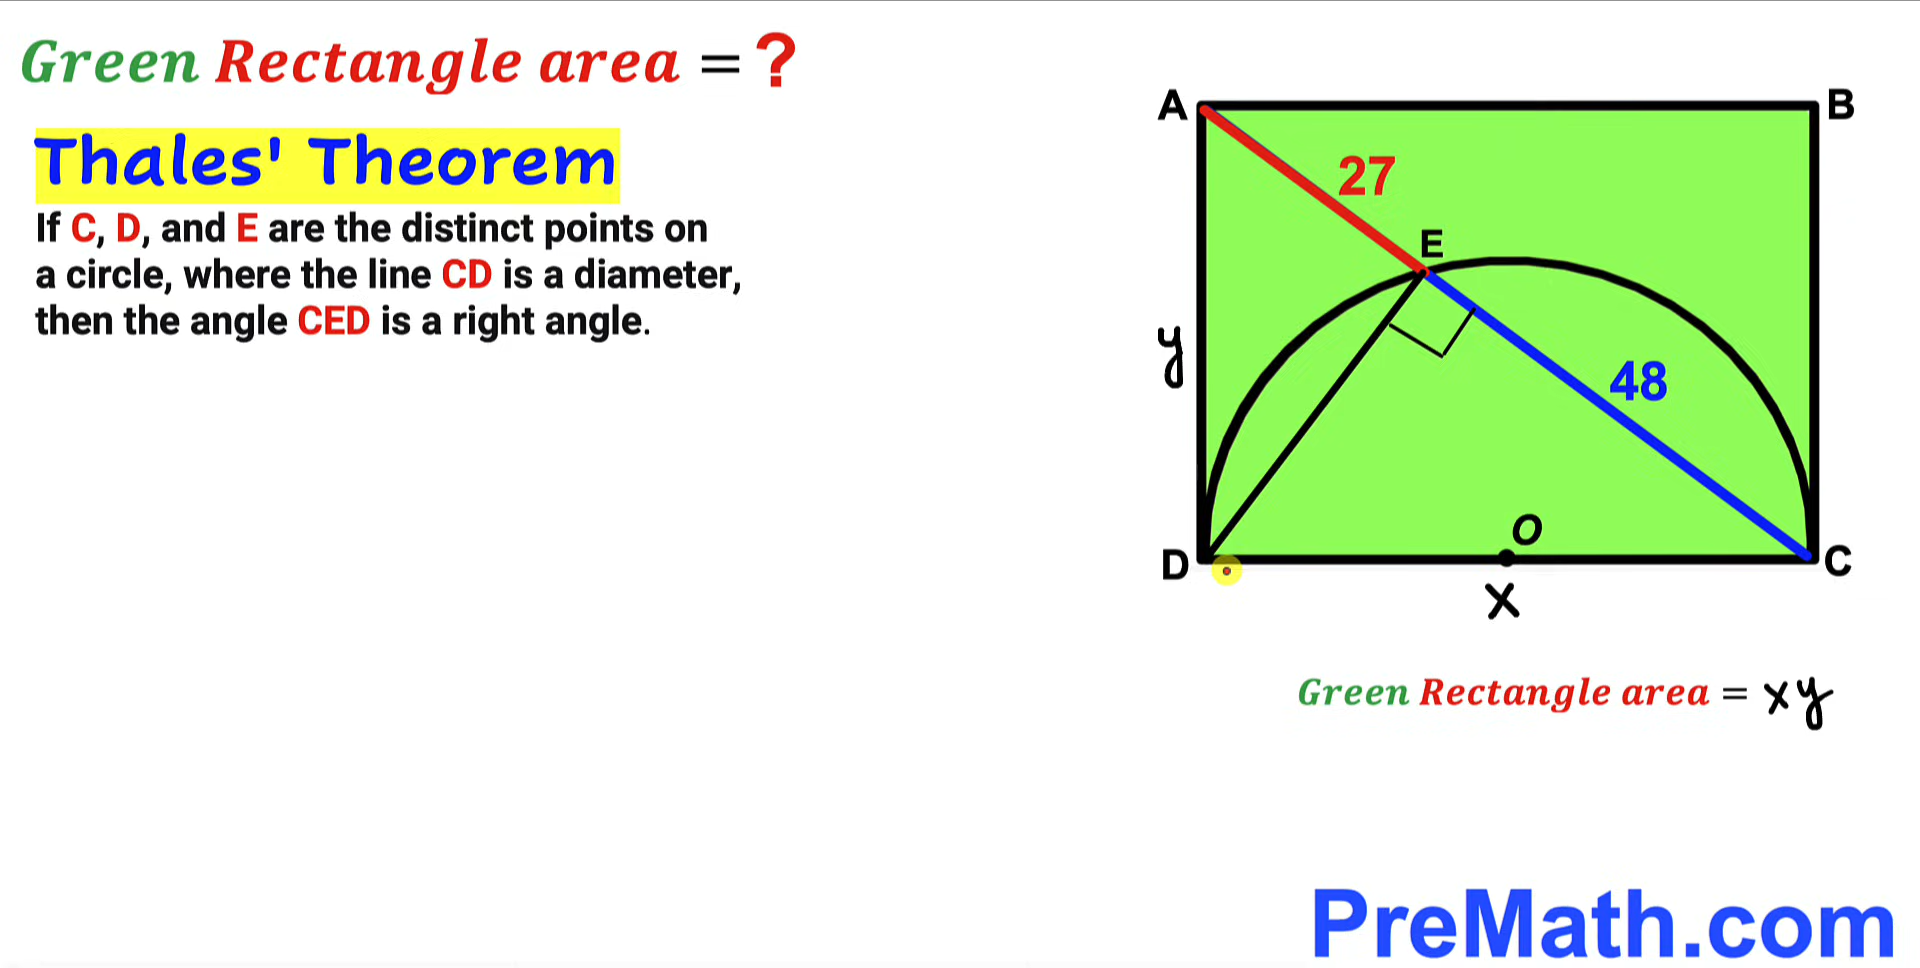 Green Rectangle area = ?
Thales' Theorem
If C, D, and E are the distinct points on
a circle, where the line CD is a diameter,
then the angle CED is a right angle.
A
B
27
E
y
48
O
D
C
x
Green Rectangle area = xy
PreMath.com